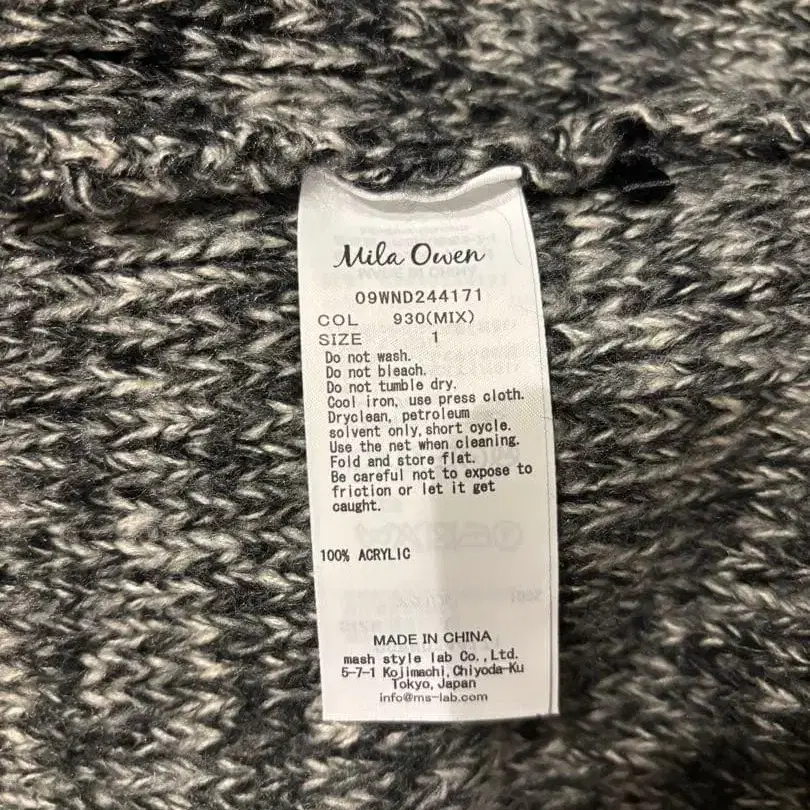 Mila Owen
09WND244171
COL 930(MIX)
SIZE 1
Do not wash.
Do not bleach.
Do not tumble dry.
Cool iron, use press cloth.
Dryclean, petroleum
solvent only, short cycle.
Use the net when cleaning.
Fold and store flat.
Be careful not to expose to
friction or let it get
caught.
100% ACRYLIC
MADE IN CHINA
mash style lab Co., Ltd.
5-7-1 Kojimachi, Chiyoda-Ku
Tokyo, Japan
info@ms-lab.com